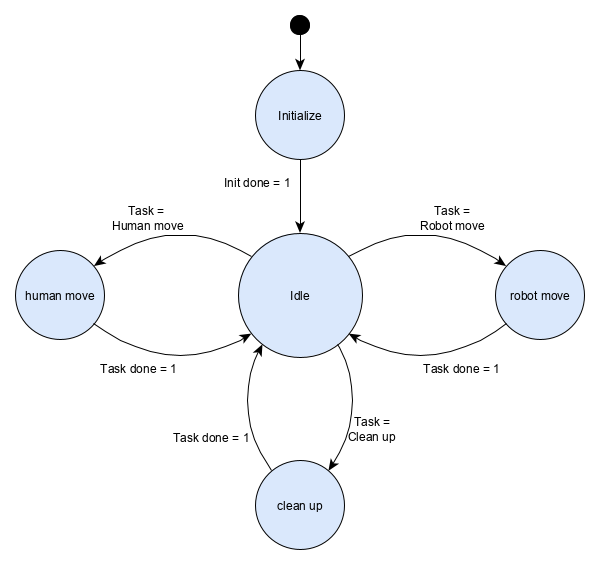 Initialize
Init done = 1
Task =
Human move
Task =
Robot move
human move
Idle
robot move
Task done = 1
Task done = 1
Task =
Clean up
Task done = 1
clean up